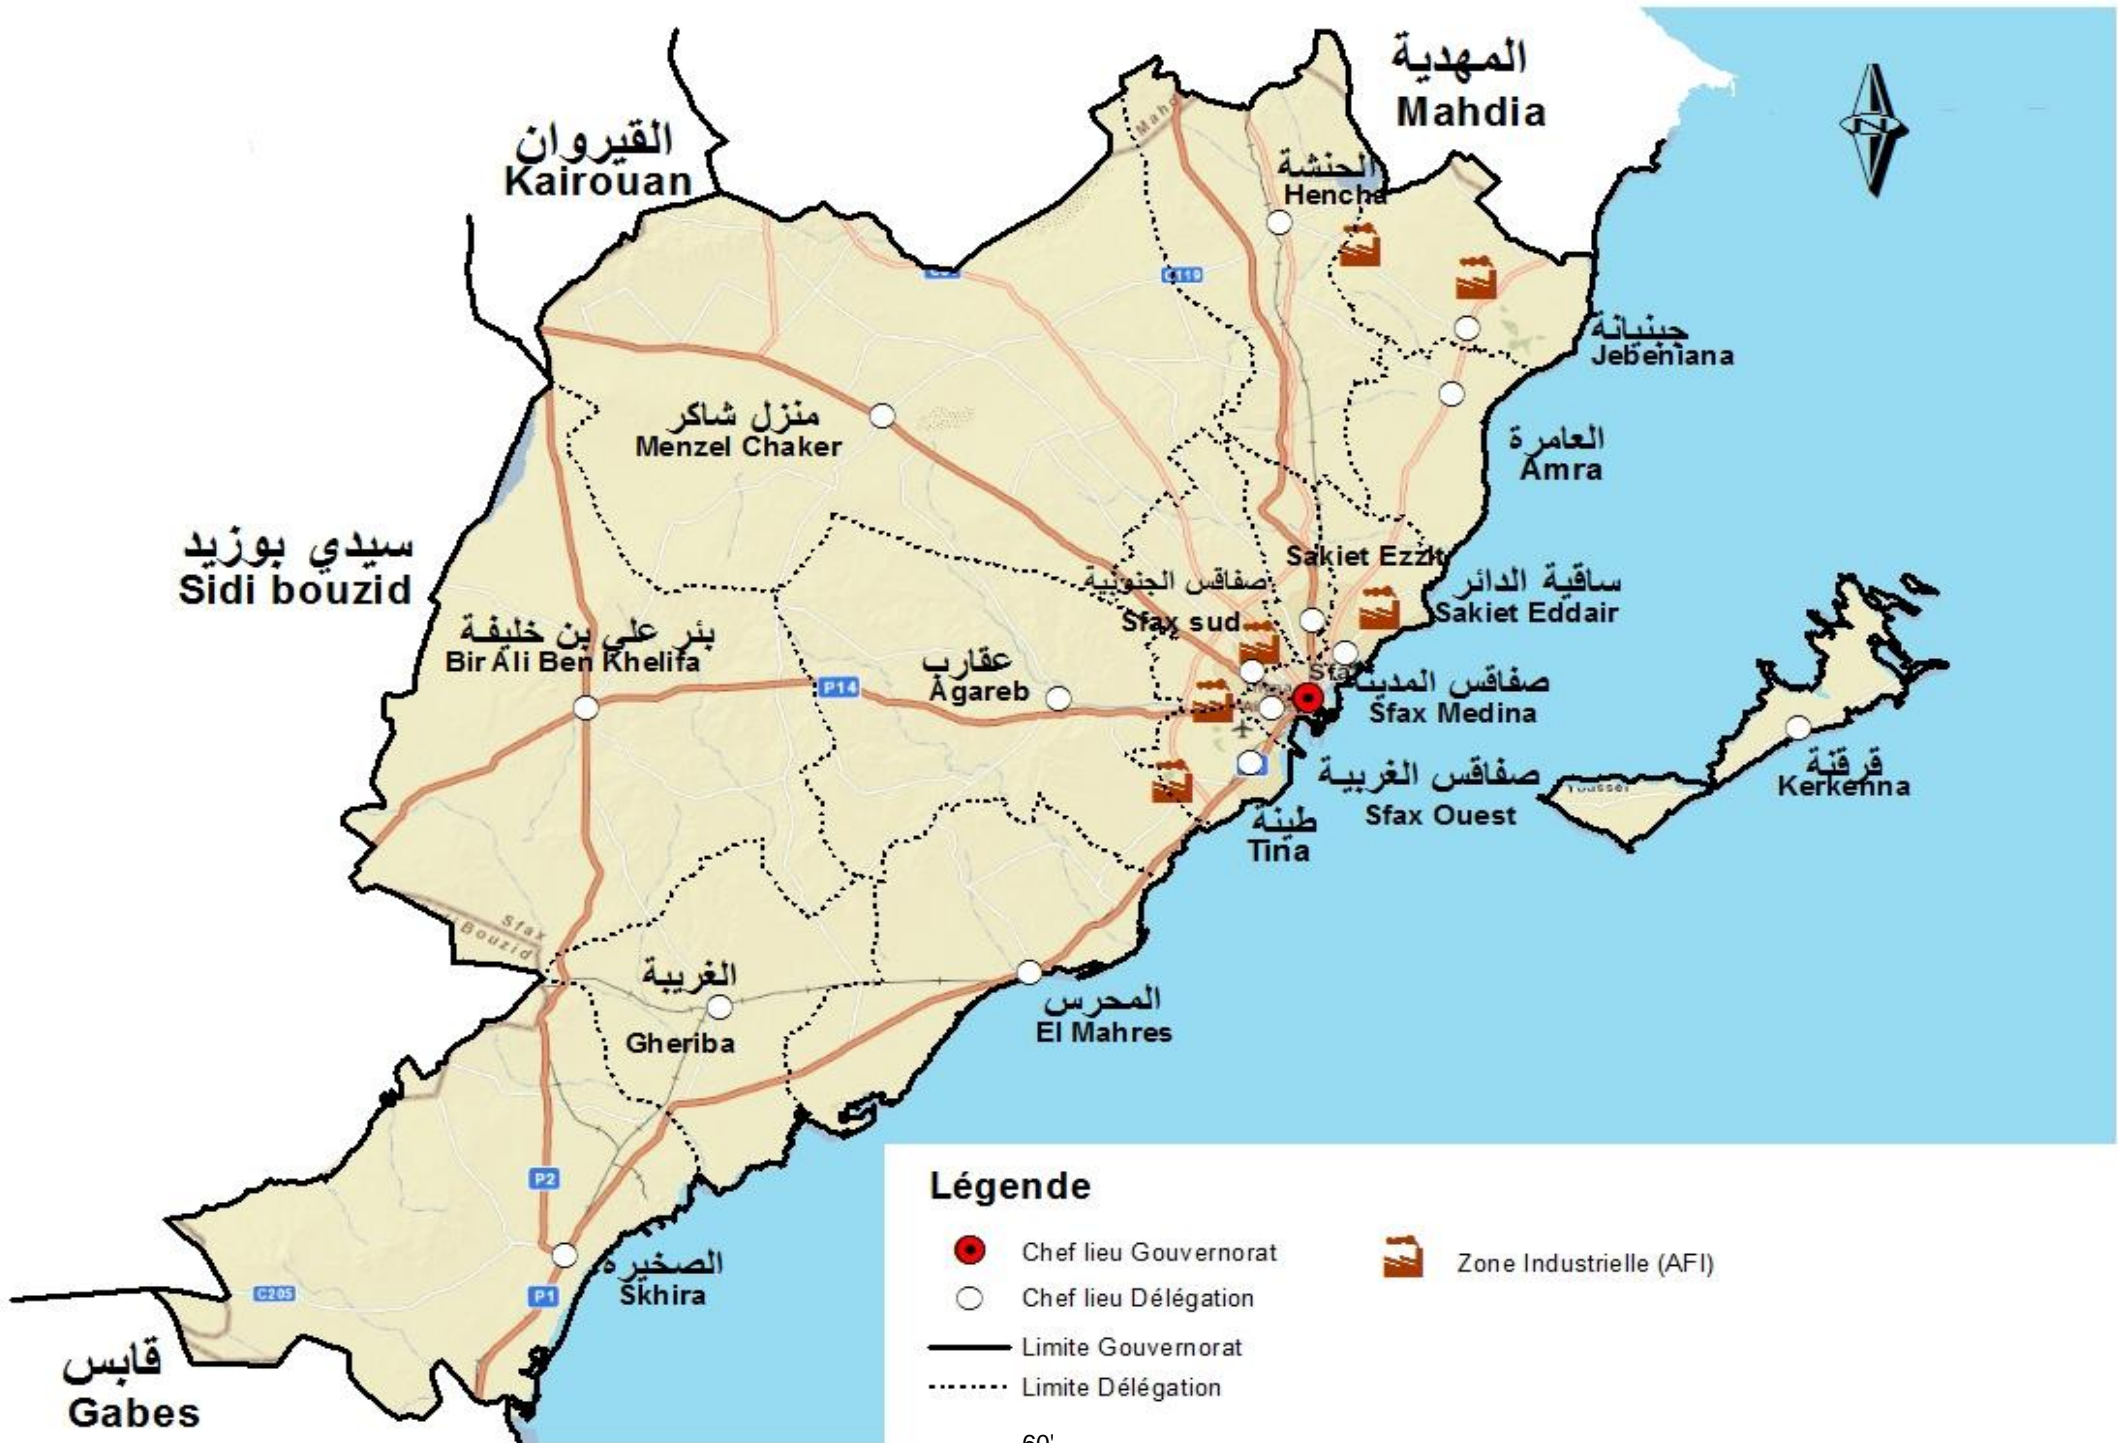 المهدية
Mahdia
القيروان
Kairouan
الحنشة
Hencha
C119
جبنيانة
Jebeniana
منزل شاكر
Menzel Chaker
العامرة
Amra
سيدي بوزيد
Sidi bouzid
Sakiet Ezzit
صفاقس الجنوبية
Sfax sud
ساقية الدائر
Sakiet Eddair
بئر علي بن خليفة
Bir Ali Ben Khelifa
P14
عقارب
Agareb
صفاقس المدينة
Sfax Medina
صفاقس الغربية
Sfax Ouest
قرقنة
Kerkenna
طينة
Tina
Sfax
Bouzid
الغريبة
Gheriba
المحرس
El Mahres
P2
الصخيرة
Skhira
C205
P1
قابس
Gabes
Légende
Chef lieu Gouvernorat
Zone Industrielle (AFI)
Chef lieu Délégation
Limite Gouvernorat
Limite Délégation